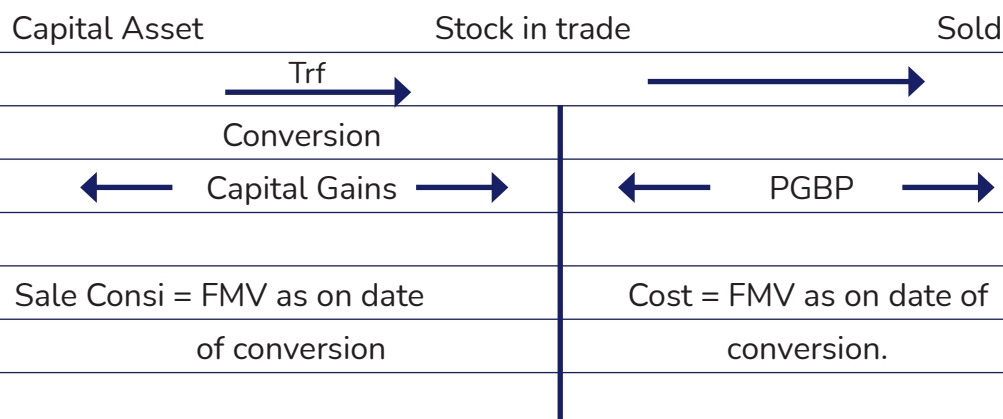 Capital Asset Stock in trade Sold
Trf
Conversion
Capital Gains PGBP
Sale Consi = FMV as on date Cost = FMV as on date of
of conversion conversion.